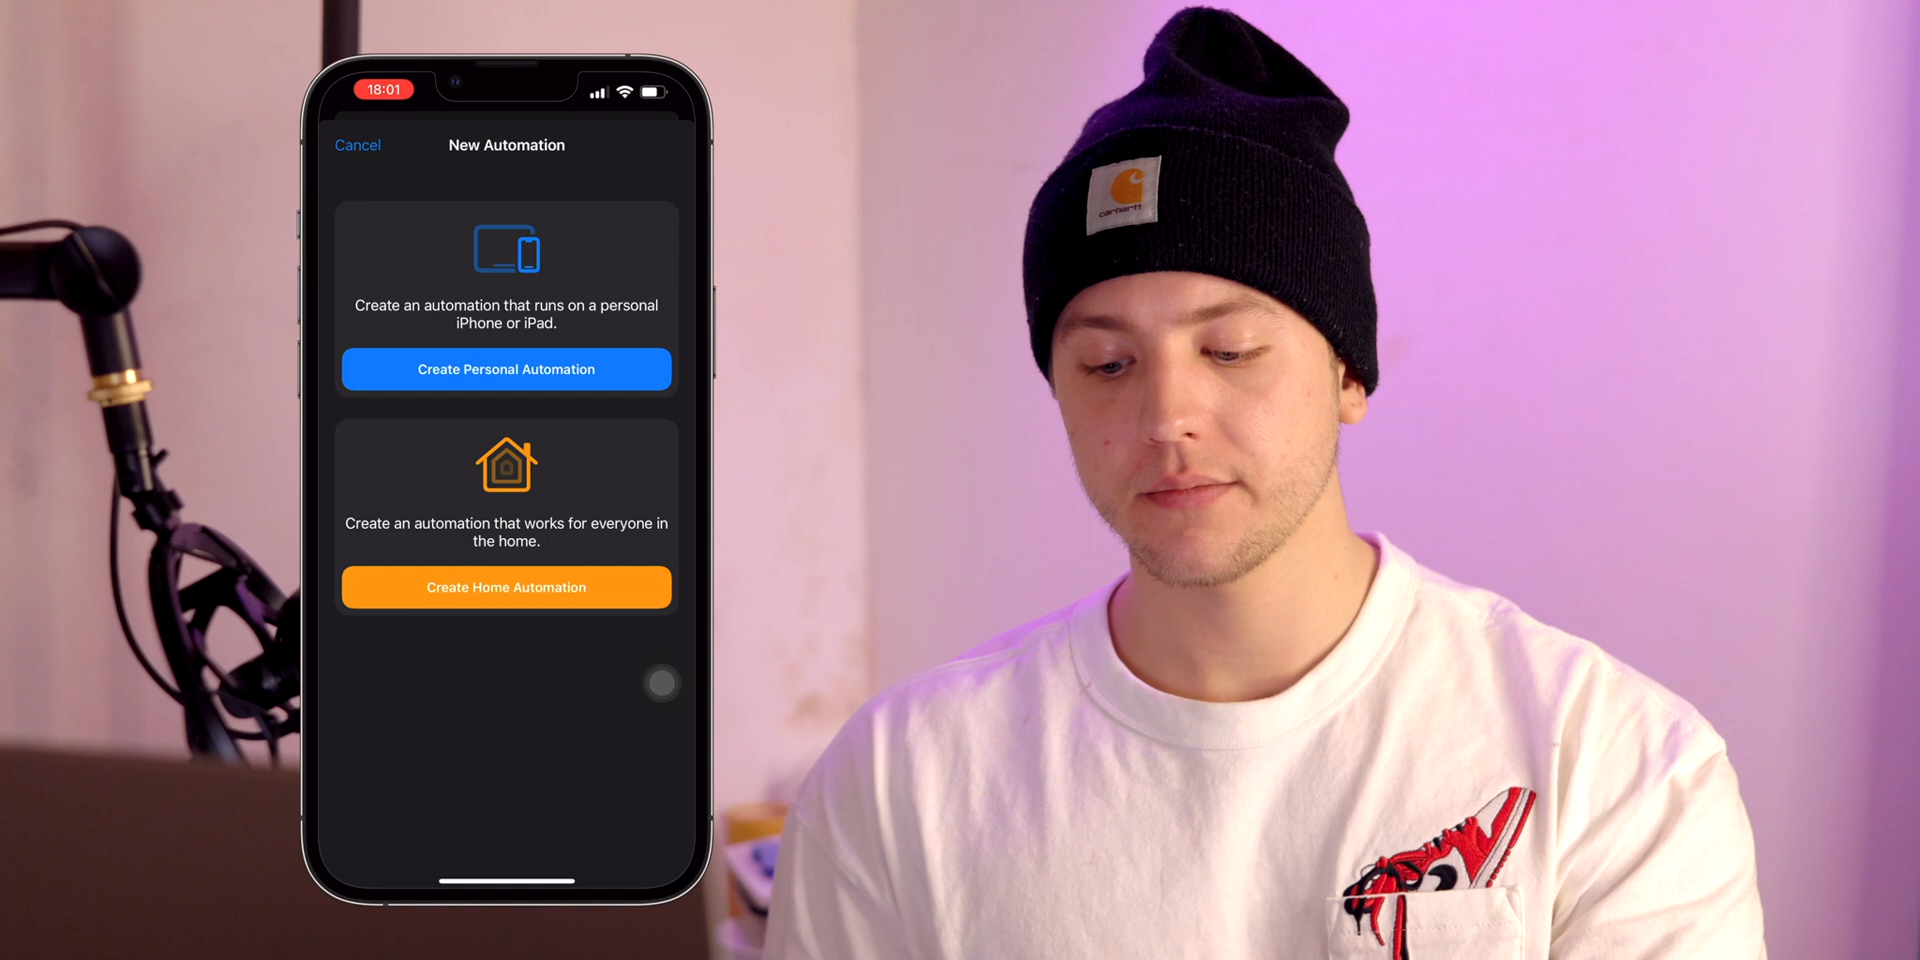 18:01
Cancel
New Automation
Create an automation that runs on a personal
iPhone or iPad.
Create Personal Automation
Create an automation that works for everyone in
the home.
Create Home Automation
carhartt